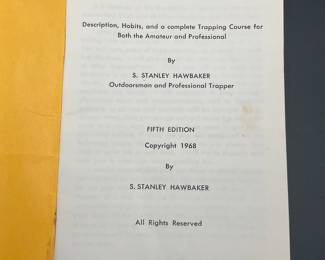 Description, Habits, and a complete Trapping Course for
Both the Amateur and Professional
By
S. STANLEY HAWBAKER
Outdoorsman and Professional Trapper
FIFTH EDITION
Copyright 1968
By
S. STANLEY HAWBAKER
All Rights Reserved